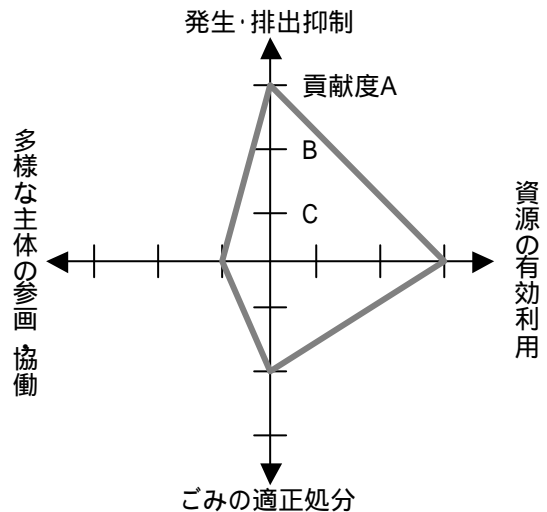 発生･排出抑制
貢献度A
B
C
多様な主体の参画・協働
資源の有効利用
ごみの適正処分